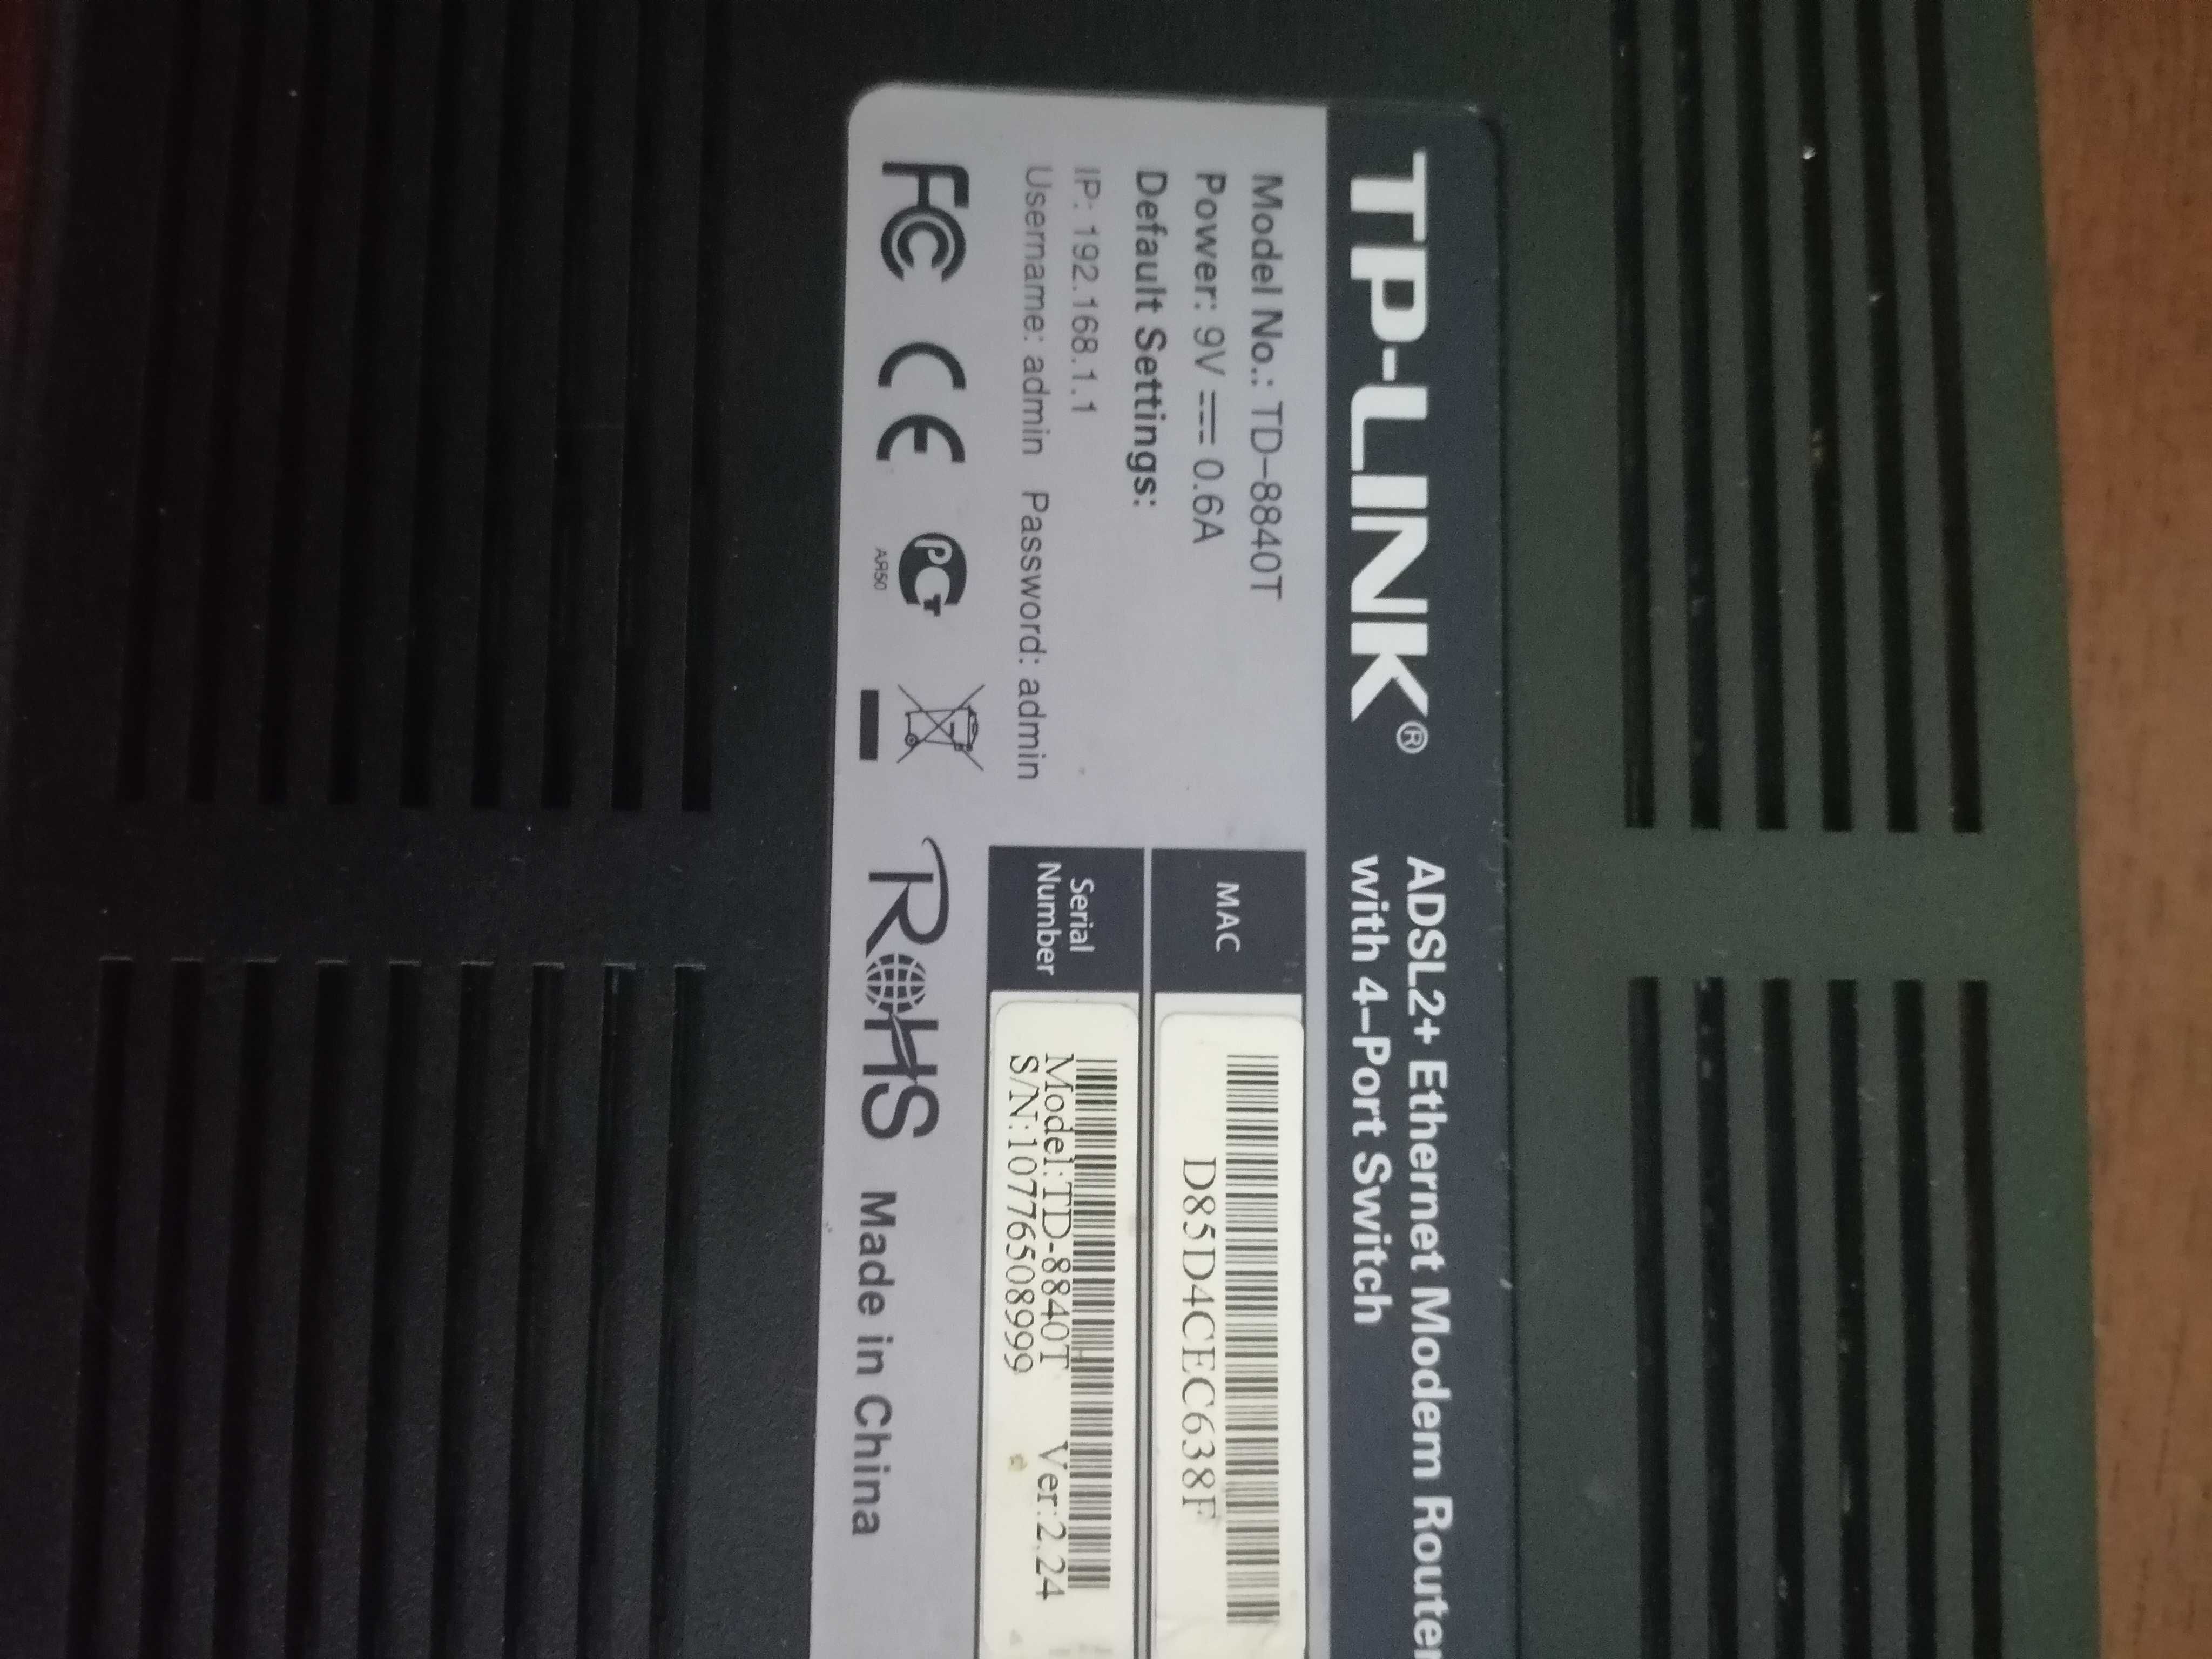 TP-LINK®
ADSL2+ Ethernet Modem Router
with 4-Port Switch
Model No.: TD-8840T
Power: 9V⎓0.6A
Default Settings:
IP: 192.168.1.1
Username: admin Password: admin
MAC
D85D4CEC638F
Serial
Number
Model:TD-8840T Ver:2.24
S/N:10776508999
FC CE PCT
АЯ50
RoHS Made in China